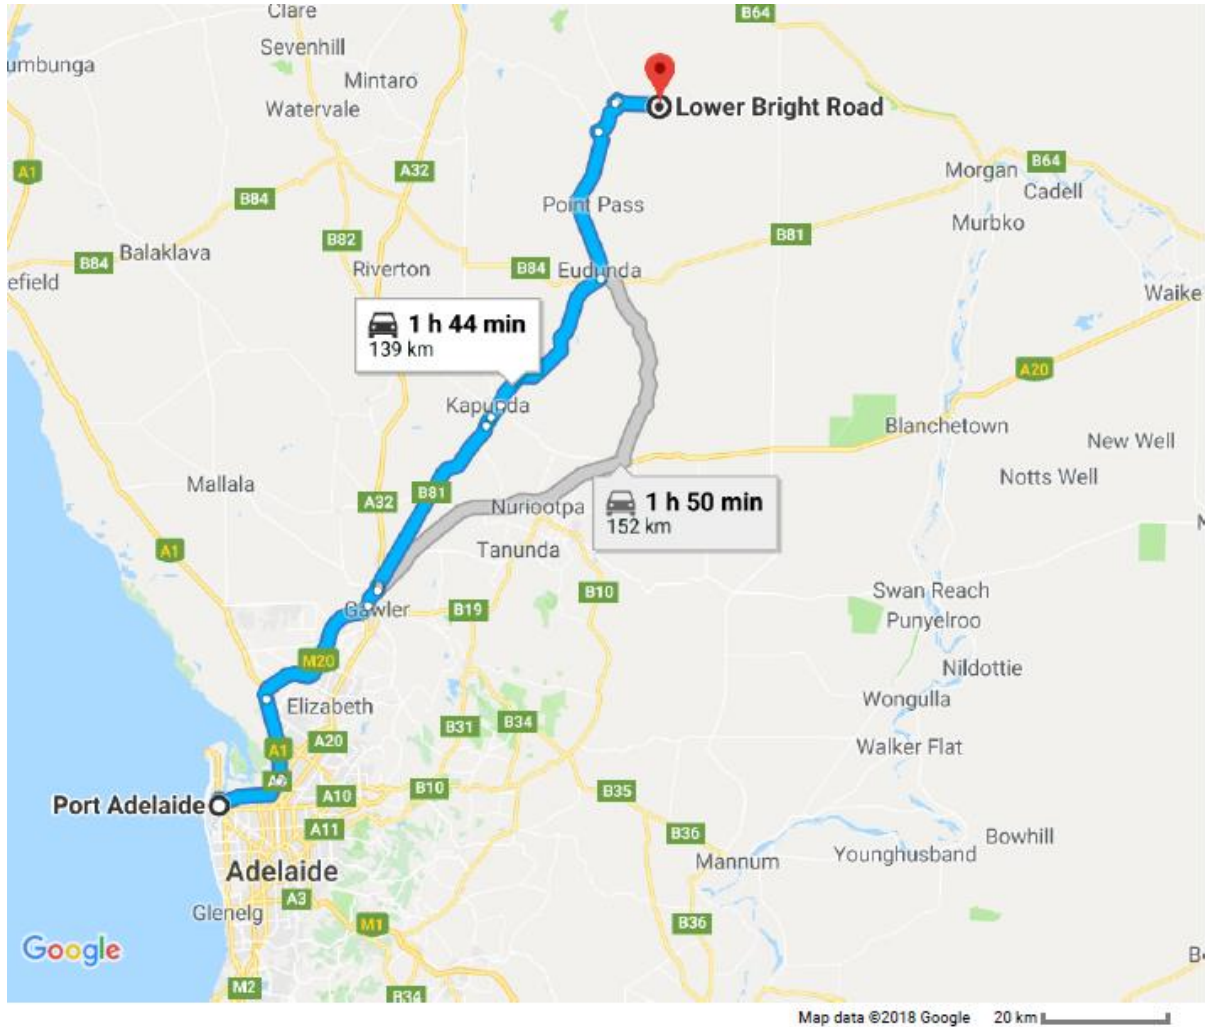 Clare
B64
Sevenhill
umbunga
Mintaro
Watervale
Lower Bright Road
A1
A32
B64
Morgan
Cadell
B84
Point Pass
Murbko
B82
B81
Balaklava
B84
Riverton
B84
Eudunda
efield
Waike
1 h 44 min
139 km
A20
Kapunda
Blanchetown
New Well
Notts Well
Mallala
A32
B81
Nuriootpa
1 h 50 min
152 km
A1
Tanunda
Swan Reach
B10
Gawler
B19
Punyelroo
M20
Nildottie
Elizabeth
Wongulla
B31
B34
A1
A20
Walker Flat
A9
B10
B35
Port Adelaide
A10
A11
B36
Bowhill
Mannum
Younghusband
Adelaide
A3
Glenelg
M1
B36
Google
B
M2
B34
Map data ©2018 Google 20 km